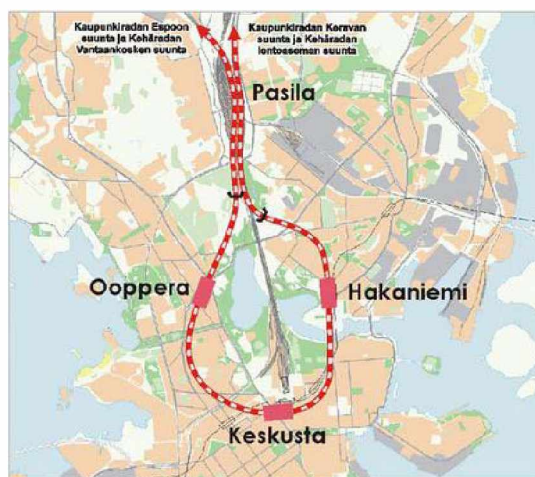 Kaupunkiradan Espoon
suunta ja Kehäradan
Vantaankosken suunta
Kaupunkiradan Keravan
suunta ja Kehäradan
lentoaseman suunta
Pasila
Ooppera
Hakaniemi
Keskusta